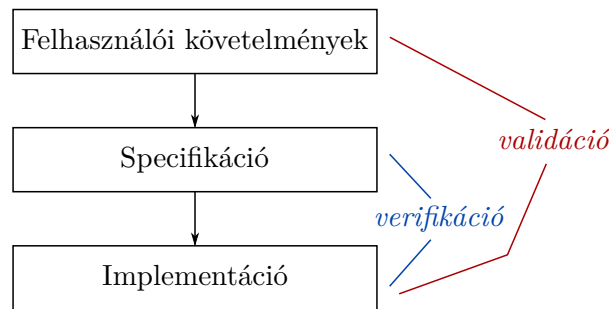 Felhasználói követelmények
Specifikáció
validáció
verifikáció
Implementáció